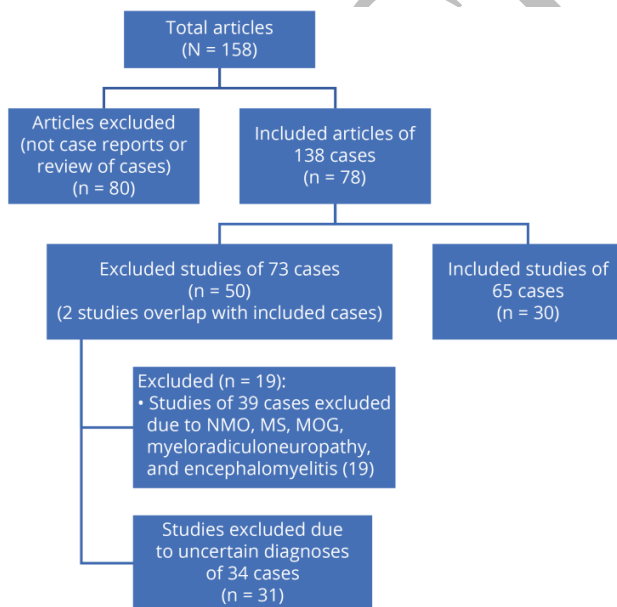 Total articles
(N = 158)
Articles excluded
(not case reports or
review of cases)
(n = 80)
Included articles of
138 cases
(n = 78)
Excluded studies of 73 cases
(n = 50)
(2 studies overlap with included cases)
Included studies of
65 cases
(n = 30)
Excluded (n = 19):
• Studies of 39 cases excluded
due to NMO, MS, MOG,
myeloradiculoneuropathy,
and encephalomyelitis (19)
Studies excluded due
to uncertain diagnoses
of 34 cases
(n = 31)